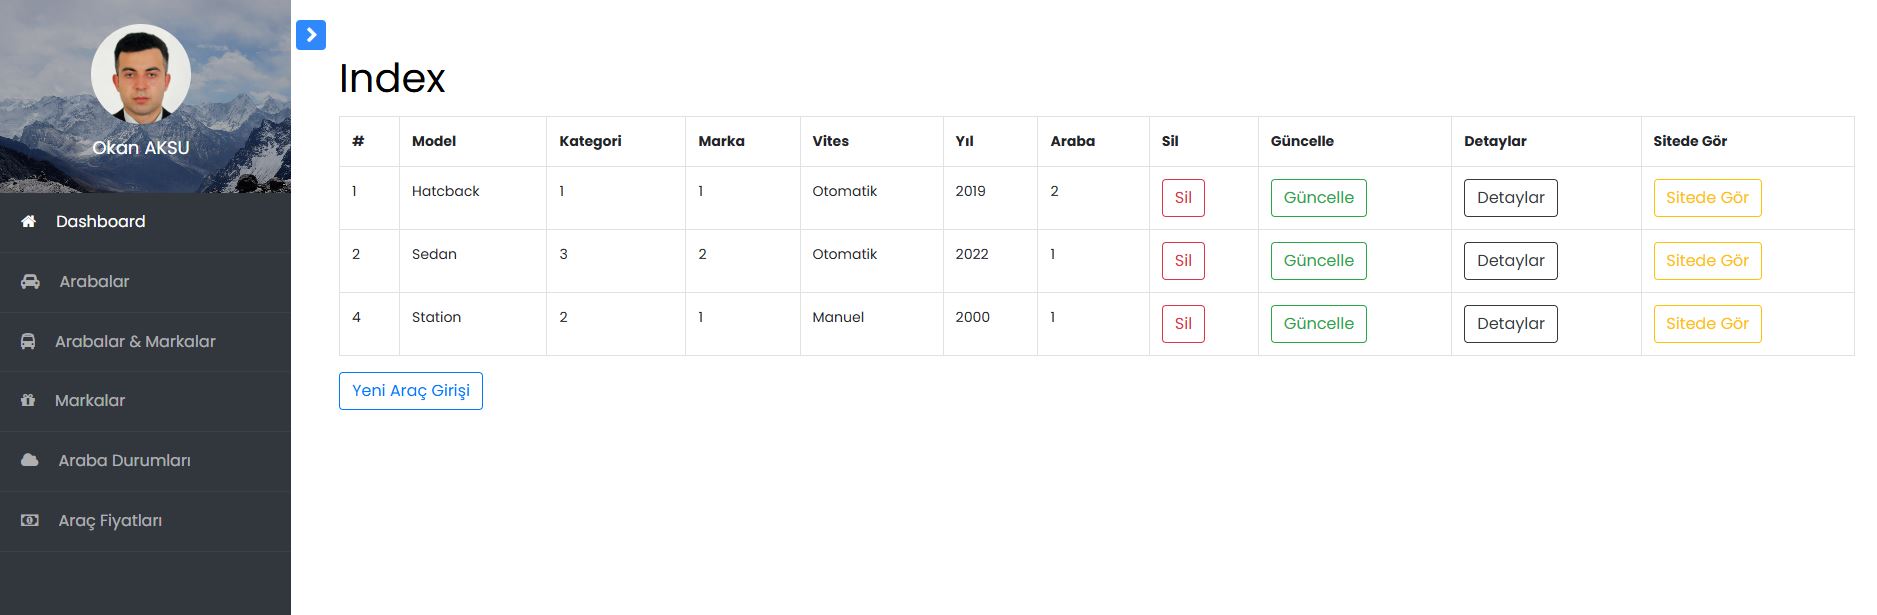 Okan AKSU
Dashboard
Arabalar
Arabalar & Markalar
Markalar
Araba Durumları
Araç Fiyatları
Index
# Model Kategori Marka Vites Yıl Araba Sil Güncelle Detaylar Sitede Gör
1 Hatcback 1 1 Otomatik 2019 2 Sil Güncelle Detaylar Sitede Gör
2 Sedan 3 2 Otomatik 2022 1 Sil Güncelle Detaylar Sitede Gör
4 Station 2 1 Manuel 2000 1 Sil Güncelle Detaylar Sitede Gör
Yeni Araç Girişi